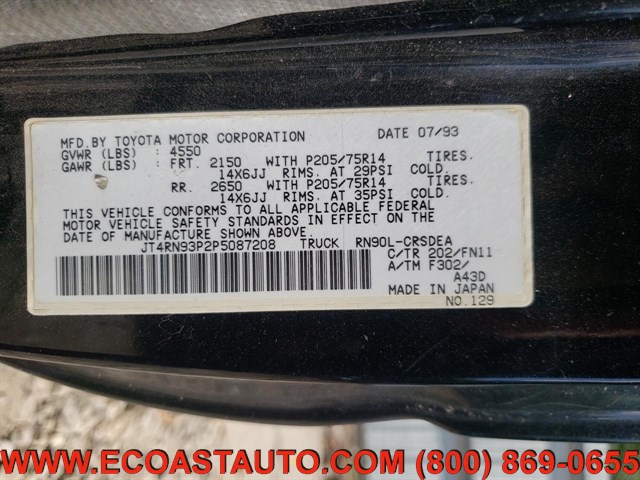 MFD.BY TOYOTA MOTOR CORPORATION DATE 07/93
GVWR (LBS) : 4550
GAWR (LBS) : FRT. 2150 WITH P205/75R14 TIRES.
14X6JJ RIMS. AT 29PSI COLD.
RR. 2650 WITH P205/75R14 TIRES.
14X6JJ RIMS. AT 35PSI COLD.
THIS VEHICLE CONFORMS TO ALL APPLICABLE FEDERAL
MOTOR VEHICLE SAFETY STANDARDS IN EFFECT ON THE
DATE OF MANUFACTURE SHOWN ABOVE.
JT4RN93P2P5087208 TRUCK RN90L-CRSDEA
C/TR 202/FN11
A/TM F302/
A43D
MADE IN JAPAN
NO.129
WWW.ECOASTAUTO.COM (800) 869-0655